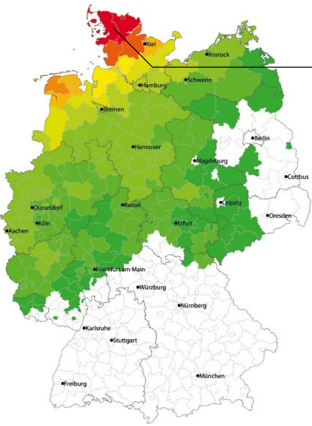 Kiel
Rostock
Hamburg
Schwerin
Bremen
Berlin
Hannover
Magdeburg
Cottbus
Düsseldorf
Kassel
Leipzig
Dresden
Köln
Erfurt
Aachen
Frankfurt am Main
Würzburg
Nürnberg
Karlsruhe
Stuttgart
München
Freiburg